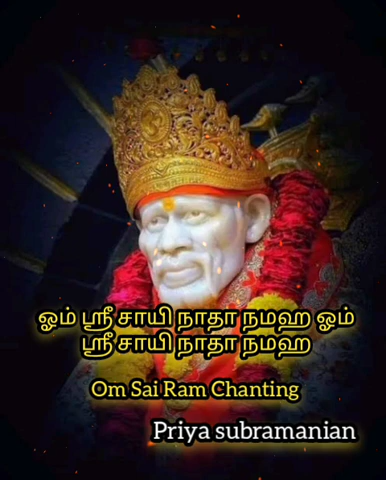 ஓம் ஸ்ரீ சாயி நாதா நமஹ ஓம்
ஸ்ரீ சாயி நாதா நமஹ
Om Sai Ram Chanting
Priya subramanian